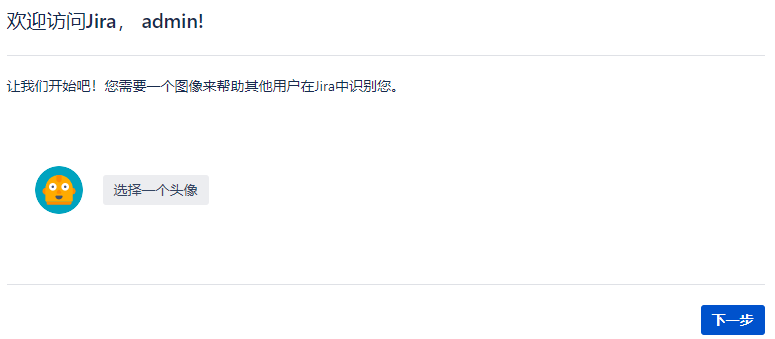 欢迎访问Jira， admin!
让我们开始吧！您需要一个图像来帮助其他用户在Jira中识别您。
选择一个头像
下一步